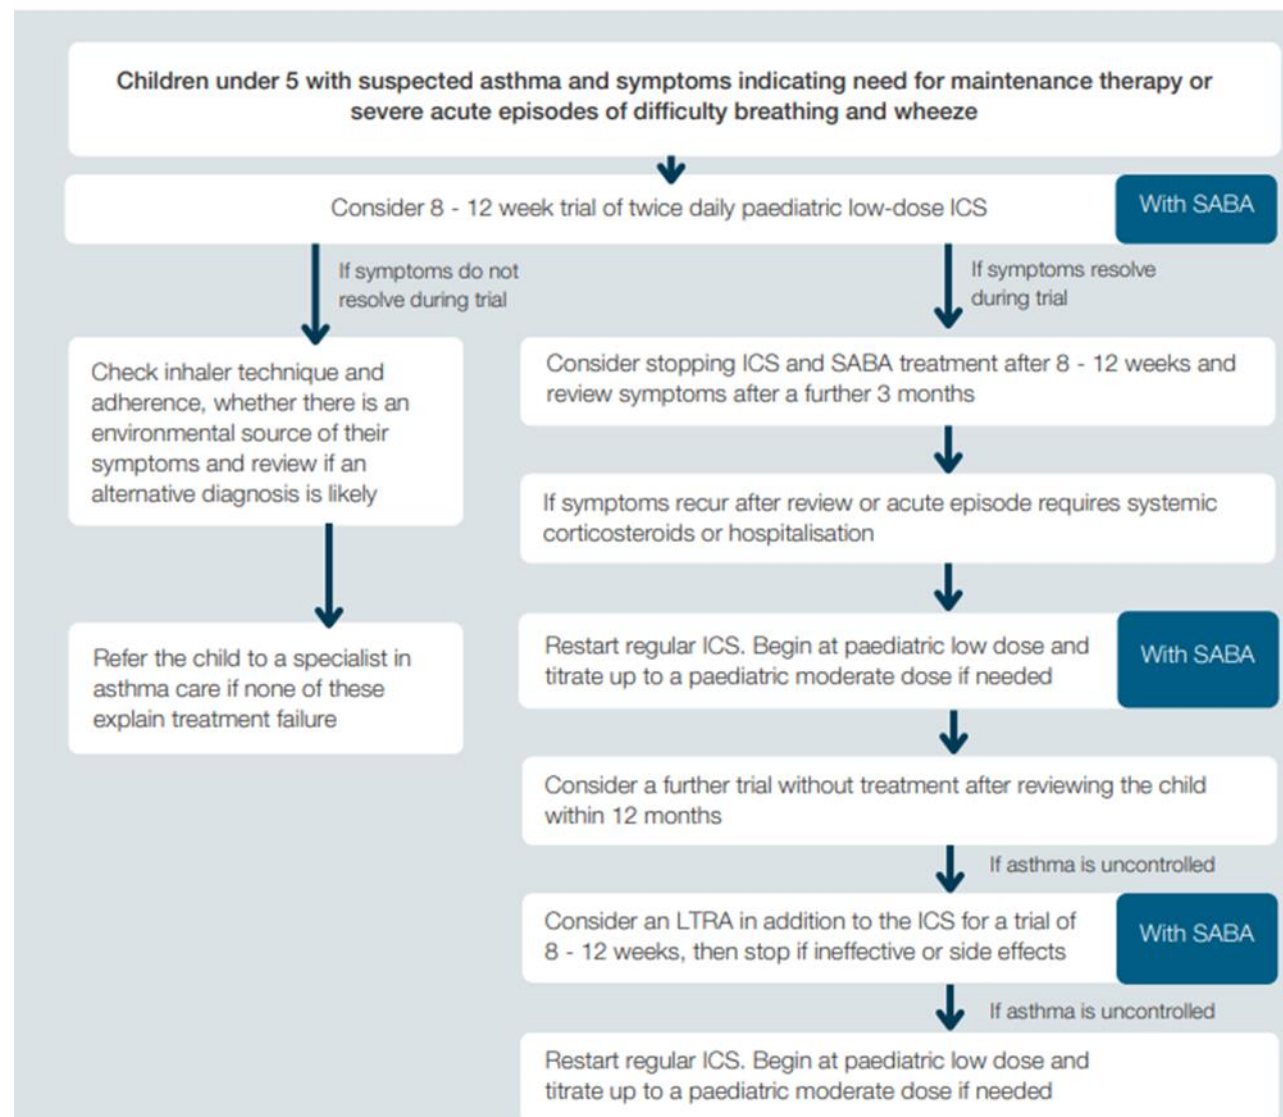 Children under 5 with suspected asthma and symptoms indicating need for maintenance therapy or
severe acute episodes of difficulty breathing and wheeze
Consider 8 - 12 week trial of twice daily paediatric low-dose ICS
With SABA
If symptoms do not
resolve during trial
If symptoms resolve
during trial
Check inhaler technique and
adherence, whether there is an
environmental source of their
symptoms and review if an
alternative diagnosis is likely
Refer the child to a specialist in
asthma care if none of these
explain treatment failure
Consider stopping ICS and SABA treatment after 8 - 12 weeks and
review symptoms after a further 3 months
If symptoms recur after review or acute episode requires systemic
corticosteroids or hospitalisation
Restart regular ICS. Begin at paediatric low dose and
titrate up to a paediatric moderate dose if needed
With SABA
Consider a further trial without treatment after reviewing the child
within 12 months
If asthma is uncontrolled
Consider an LTRA in addition to the ICS for a trial of
8 - 12 weeks, then stop if ineffective or side effects
With SABA
If asthma is uncontrolled
Restart regular ICS. Begin at paediatric low dose and
titrate up to a paediatric moderate dose if needed